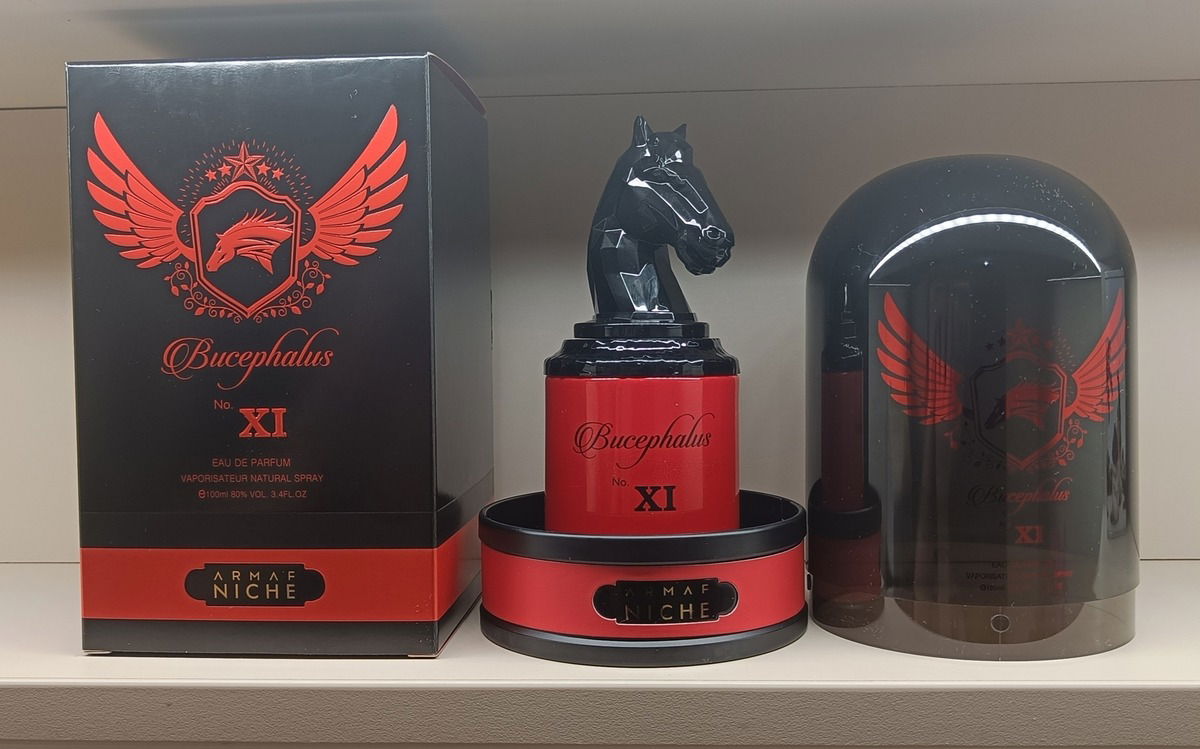 Bucephalus
No. XI
EAU DE PARFUM
VAPORISATEUR NATURAL SPRAY
℮100ml 80% VOL. 3.4FL.OZ
ARMAF
NICHE
Bucephalus
No. XI
ARMAF
NICHE
Bucephalus
XI